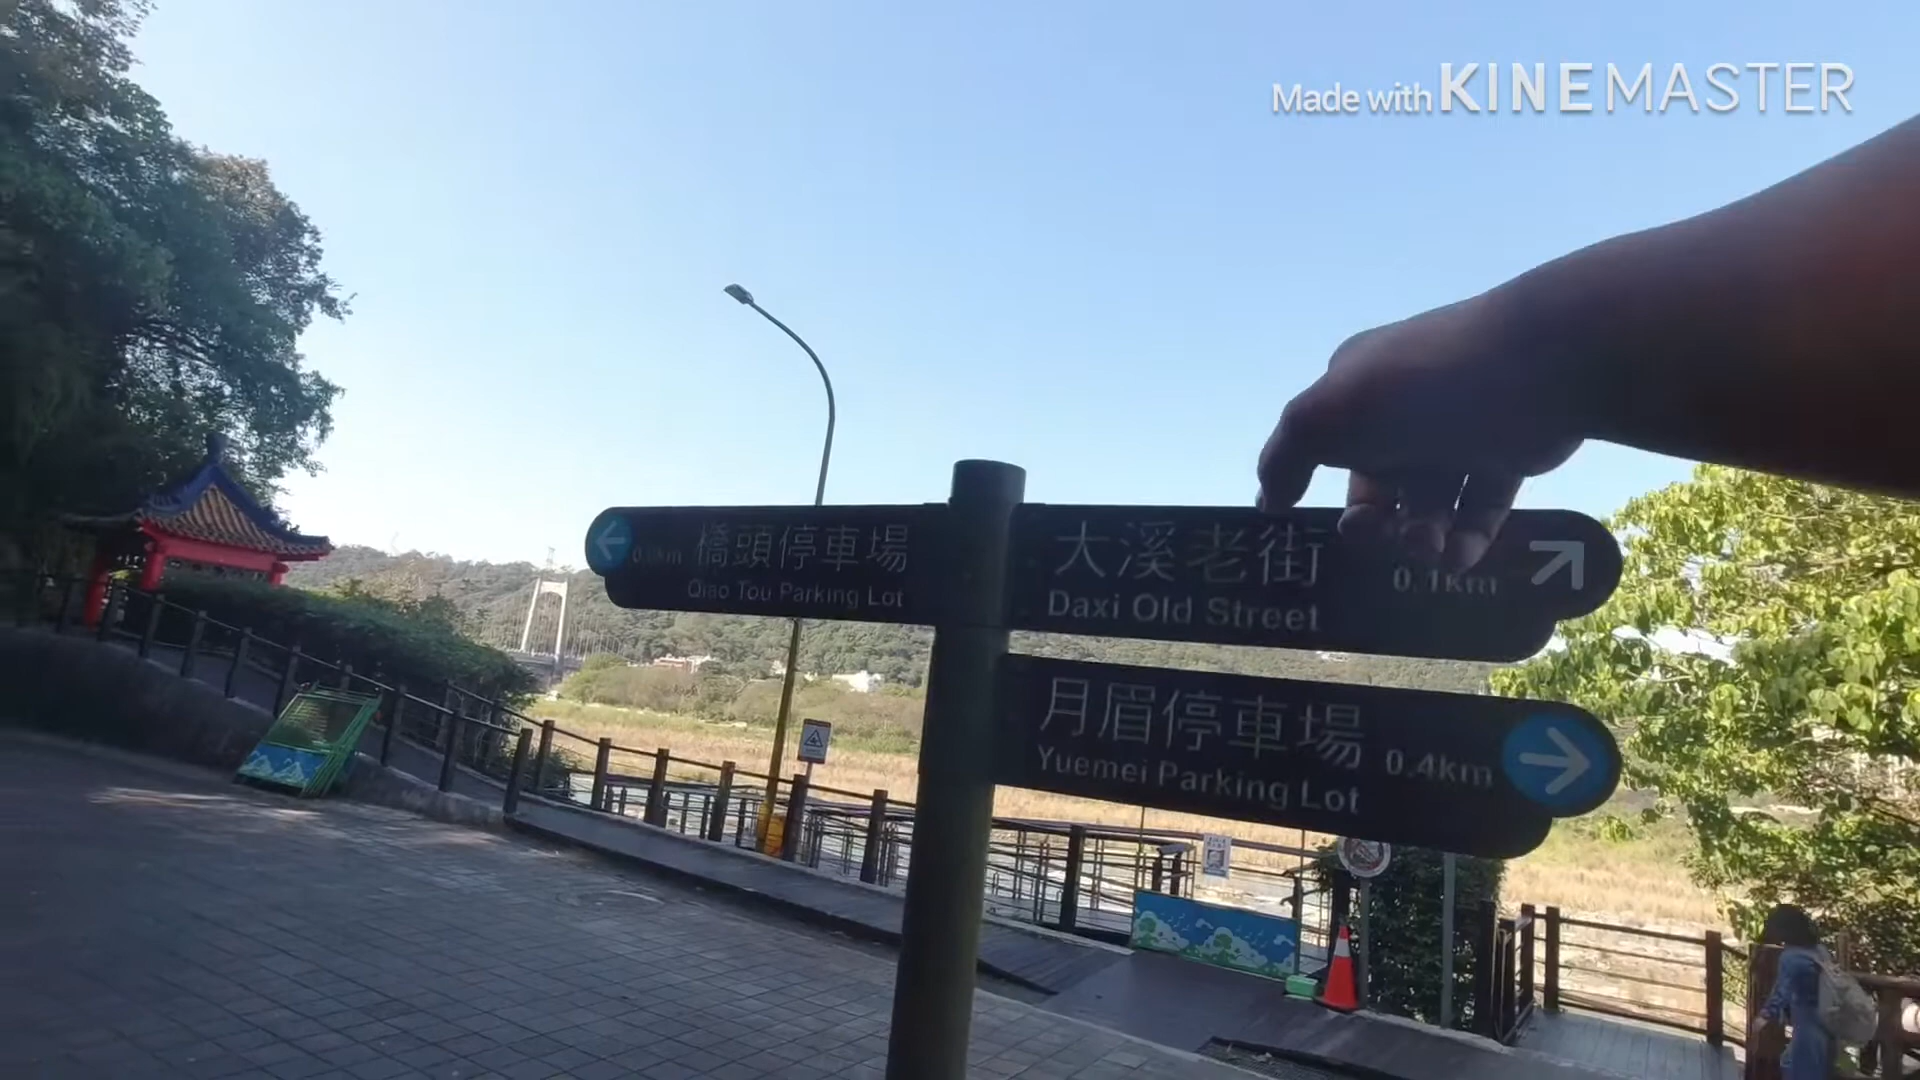 Made with KINEMASTER
橋頭停車場
Qiao Tou Parking Lot
大溪老街
Daxi Old Street
0.1km
月眉停車場
Yuemei Parking Lot
0.4km